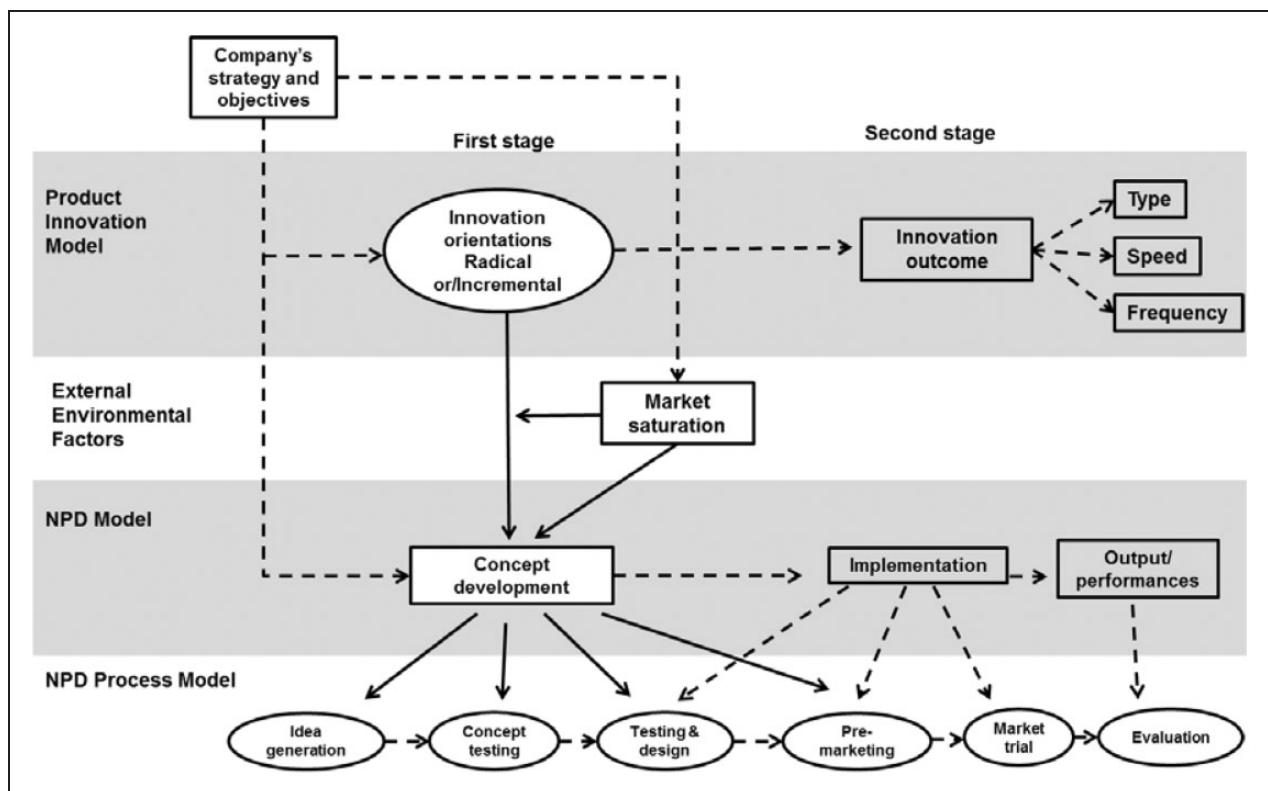 Company's
strategy and
objectives
First stage
Second stage
Product
Innovation
Model
Innovation
orientations
Radical
or/Incremental
Innovation
outcome
Type
Speed
Frequency
External
Environmental
Factors
Market
saturation
NPD Model
Concept
development
Implementation
Output/
performances
NPD Process Model
Idea
generation
Concept
testing
Testing &
design
Pre-
marketing
Market
trial
Evaluation